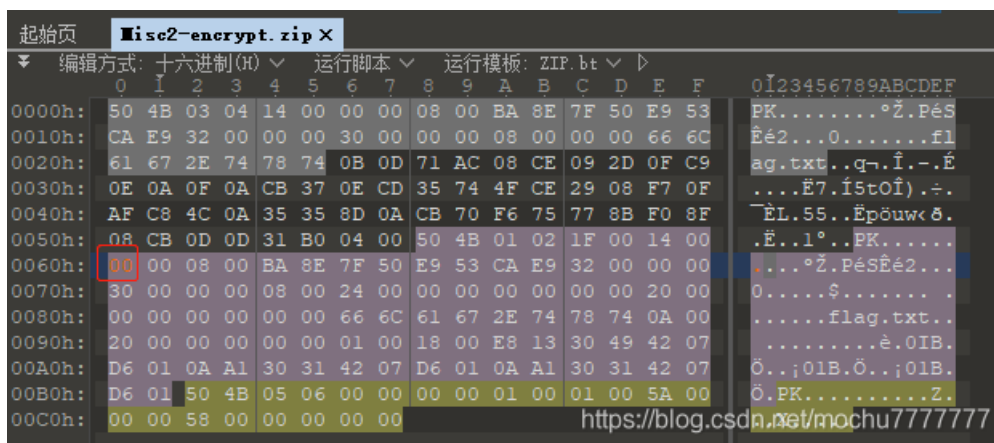 起始页 Misc2-encrypt.zip ×
编辑方式: 十六进制(H) 运行脚本 运行模板: ZIP.bt
0 1 2 3 4 5 6 7 8 9 A B C D E F 0123456789ABCDEF
0000h: 50 4B 03 04 14 00 00 00 08 00 BA 8E 7F 50 E9 53 PK........ºŽ.PéS
0010h: CA E9 32 00 00 00 30 00 00 00 08 00 00 00 66 6C Êé2...0.......fl
0020h: 61 67 2E 74 78 74 0B 0D 71 AC 08 CE 09 2D 0F C9 ag.txt..q¬.Î.-.É
0030h: 0E 0A 0F 0A CB 37 0E CD 35 74 4F CE 29 08 F7 0F ....Ë7.Í5tOÎ).÷.
0040h: AF C8 4C 0A 35 35 8D 0A CB 70 F6 75 77 8B F0 8F ¯ÈL.55..Ëpöuw‹ð.
0050h: 08 CB 0D 0D 31 B0 04 00 50 4B 01 02 1F 00 14 00 .Ë..1°..PK......
0060h: 00 00 08 00 BA 8E 7F 50 E9 53 CA E9 32 00 00 00 ....ºŽ.PéSÊé2...
0070h: 30 00 00 00 08 00 24 00 00 00 00 00 00 00 20 00 0.....$....... .
0080h: 00 00 00 00 00 00 66 6C 61 67 2E 74 78 74 0A 00 ......flag.txt..
0090h: 20 00 00 00 00 00 01 00 18 00 E8 13 30 49 42 07 .........è.0IB.
00A0h: D6 01 0A A1 30 31 42 07 D6 01 0A A1 30 31 42 07 Ö..¡01B.Ö..¡01B.
00B0h: D6 01 50 4B 05 06 00 00 00 00 01 00 01 00 5A 00 Ö.PK..........Z.
00C0h: 00 00 58 00 00 00 00 00
https://blog.csdn.net/mochu7777777